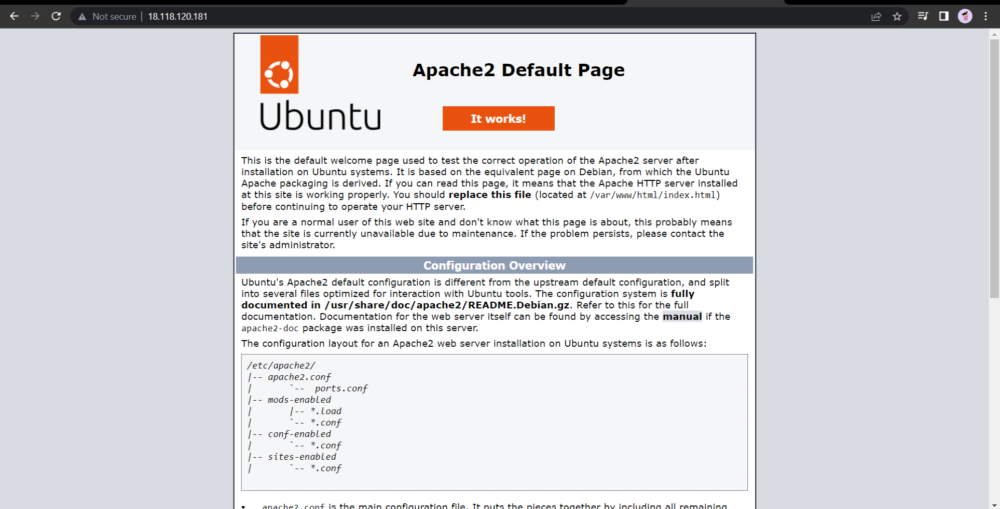 Not secure 18.118.120.181
Apache2 Default Page
Ubuntu
It works!
This is the default welcome page used to test the correct operation of the Apache2 server after
installation on Ubuntu systems. It is based on the equivalent page on Debian, from which the Ubuntu
Apache packaging is derived. If you can read this page, it means that the Apache HTTP server installed
at this site is working properly. You should replace this file (located at /var/www/html/index.html)
before continuing to operate your HTTP server.
If you are a normal user of this web site and don't know what this page is about, this probably means
that the site is currently unavailable due to maintenance. If the problem persists, please contact the
site's administrator.
Configuration Overview
Ubuntu's Apache2 default configuration is different from the upstream default configuration, and split
into several files optimized for interaction with Ubuntu tools. The configuration system is fully
documented in /usr/share/doc/apache2/README.Debian.gz. Refer to this for the full
documentation. Documentation for the web server itself can be found by accessing the manual if the
apache2-doc package was installed on this server.
The configuration layout for an Apache2 web server installation on Ubuntu systems is as follows:
/etc/apache2/
|-- apache2.conf
|       `--  ports.conf
|-- mods-enabled
|       |-- *.load
|       `-- *.conf
|-- conf-enabled
|       `-- *.conf
|-- sites-enabled
|       `-- *.conf
• apache2.conf is the main configuration file. It puts the pieces together by including all remaining